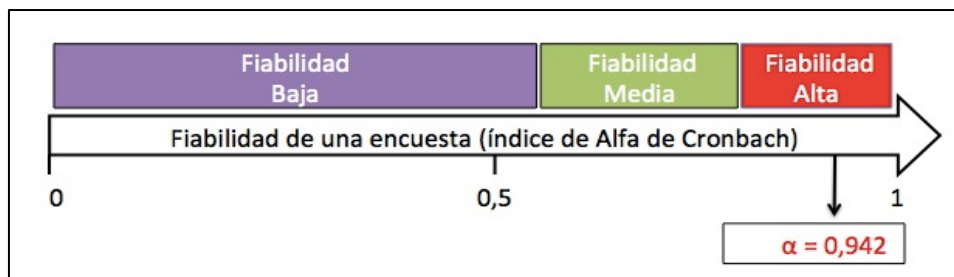 Fiabilidad
Baja
Fiabilidad
Media
Fiabilidad
Alta
Fiabilidad de una encuesta (índice de Alfa de Cronbach)
0
0,5
1
α = 0,942